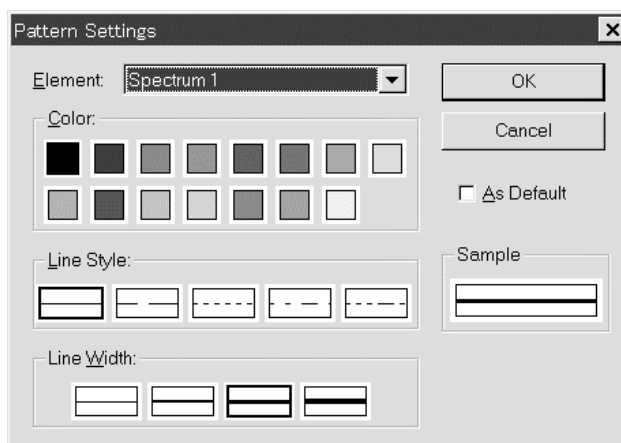 Pattern Settings
Element: Spectrum 1
OK
Color:
Cancel
As Default
Line Style:
Sample
Line Width: